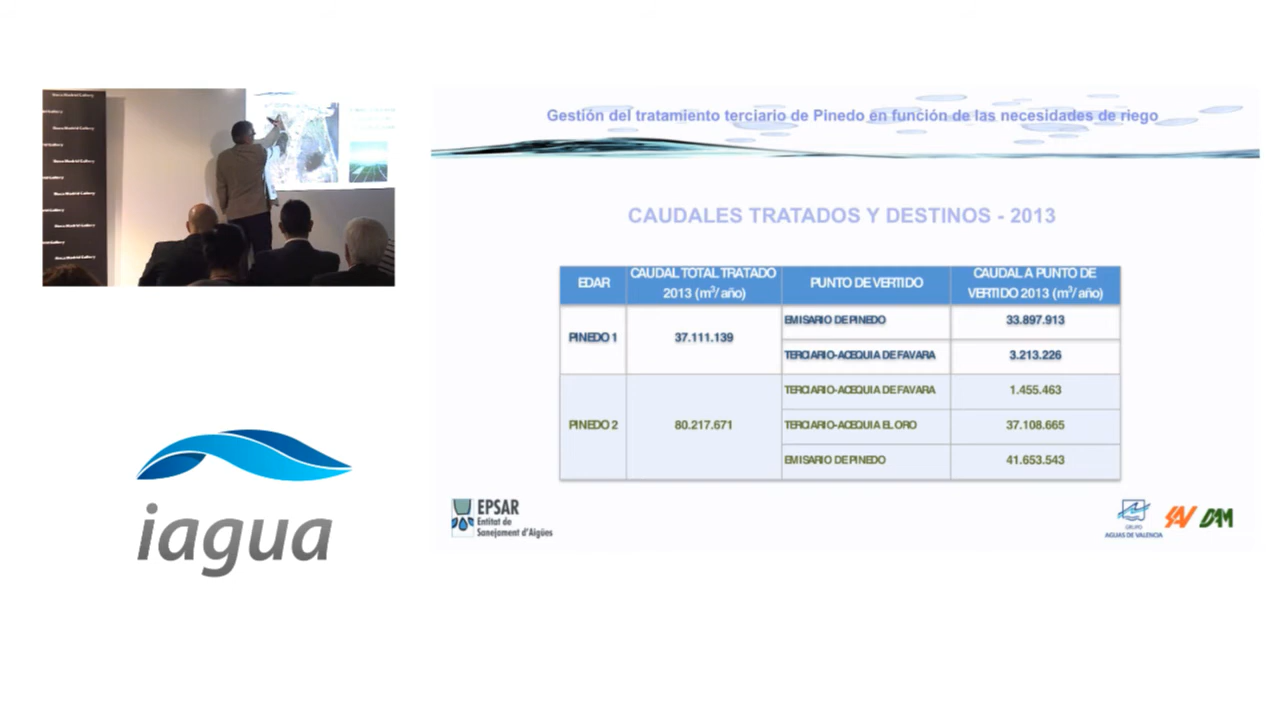 Gestión del tratamiento terciario de Pinedo en función de las necesidades de riego
CAUDALES TRATADOS Y DESTINOS - 2013
EDAR
CAUDAL TOTAL TRATADO
2013 (m³/año)
PUNTO DE VERTIDO
CAUDAL A PUNTO DE
VERTIDO 2013 (m³/año)
PINEDO 1
37.111.139
EMISARIO DE PINEDO
33.897.913
TERCIARIO-ACEQUIA DE FAVARA
3.213.226
PINEDO 2
80.217.671
TERCIARIO-ACEQUIA DE FAVARA
1.455.463
TERCIARIO-ACEQUIA EL ORO
37.108.665
EMISARIO DE PINEDO
41.653.543
iagua
EPSAR
Entitat de
Sanejament d'Aigües
GRUPO
AGUAS DE VALENCIA
SAV
DAM